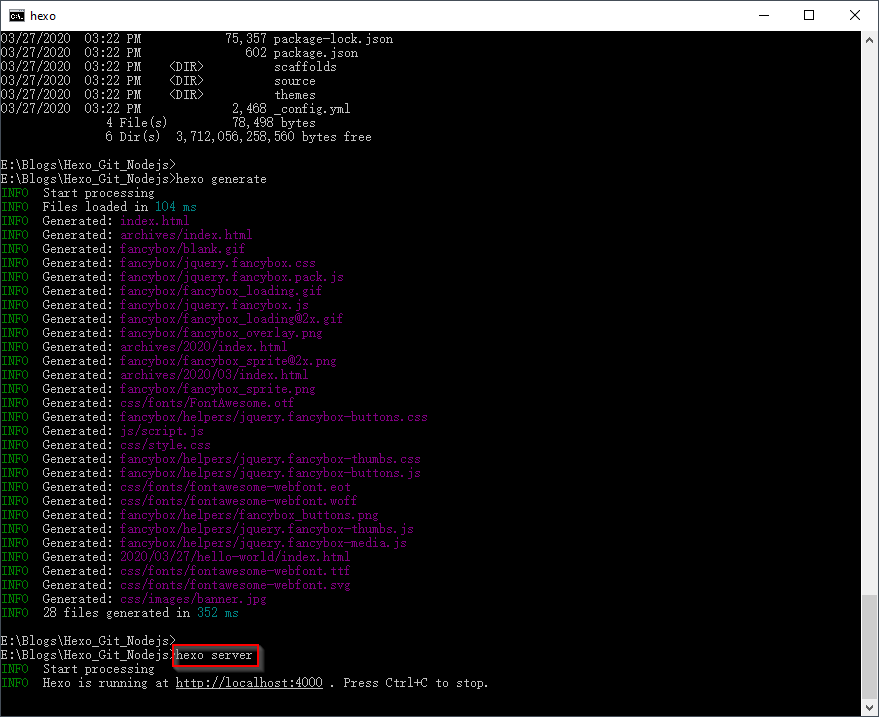 hexo
03/27/2020 03:22 PM 75,357 package-lock.json
03/27/2020 03:22 PM 602 package.json
03/27/2020 03:22 PM <DIR> scaffolds
03/27/2020 03:22 PM <DIR> source
03/27/2020 03:22 PM <DIR> themes
03/27/2020 03:22 PM 2,468 _config.yml
4 File(s) 78,498 bytes
6 Dir(s) 3,712,056,258,560 bytes free
E:\Blogs\Hexo_Git_Nodejs>
E:\Blogs\Hexo_Git_Nodejs>hexo generate
INFO Start processing
INFO Files loaded in 104 ms
INFO Generated: index.html
INFO Generated: archives/index.html
INFO Generated: fancybox/blank.gif
INFO Generated: fancybox/jquery.fancybox.css
INFO Generated: fancybox/jquery.fancybox.pack.js
INFO Generated: fancybox/fancybox_loading.gif
INFO Generated: fancybox/jquery.fancybox.js
INFO Generated: fancybox/fancybox_loading@2x.gif
INFO Generated: fancybox/fancybox_overlay.png
INFO Generated: archives/2020/index.html
INFO Generated: fancybox/fancybox_sprite@2x.png
INFO Generated: archives/2020/03/index.html
INFO Generated: fancybox/fancybox_sprite.png
INFO Generated: css/fonts/FontAwesome.otf
INFO Generated: fancybox/helpers/jquery.fancybox-buttons.css
INFO Generated: js/script.js
INFO Generated: css/style.css
INFO Generated: fancybox/helpers/jquery.fancybox-thumbs.css
INFO Generated: fancybox/helpers/jquery.fancybox-buttons.js
INFO Generated: css/fonts/fontawesome-webfont.eot
INFO Generated: css/fonts/fontawesome-webfont.woff
INFO Generated: fancybox/helpers/fancybox_buttons.png
INFO Generated: fancybox/helpers/jquery.fancybox-thumbs.js
INFO Generated: fancybox/helpers/jquery.fancybox-media.js
INFO Generated: 2020/03/27/hello-world/index.html
INFO Generated: css/fonts/fontawesome-webfont.ttf
INFO Generated: css/fonts/fontawesome-webfont.svg
INFO Generated: css/images/banner.jpg
INFO 28 files generated in 352 ms
E:\Blogs\Hexo_Git_Nodejs>
E:\Blogs\Hexo_Git_Nodejs>hexo server
INFO Start processing
INFO Hexo is running at http://localhost:4000 . Press Ctrl+C to stop.